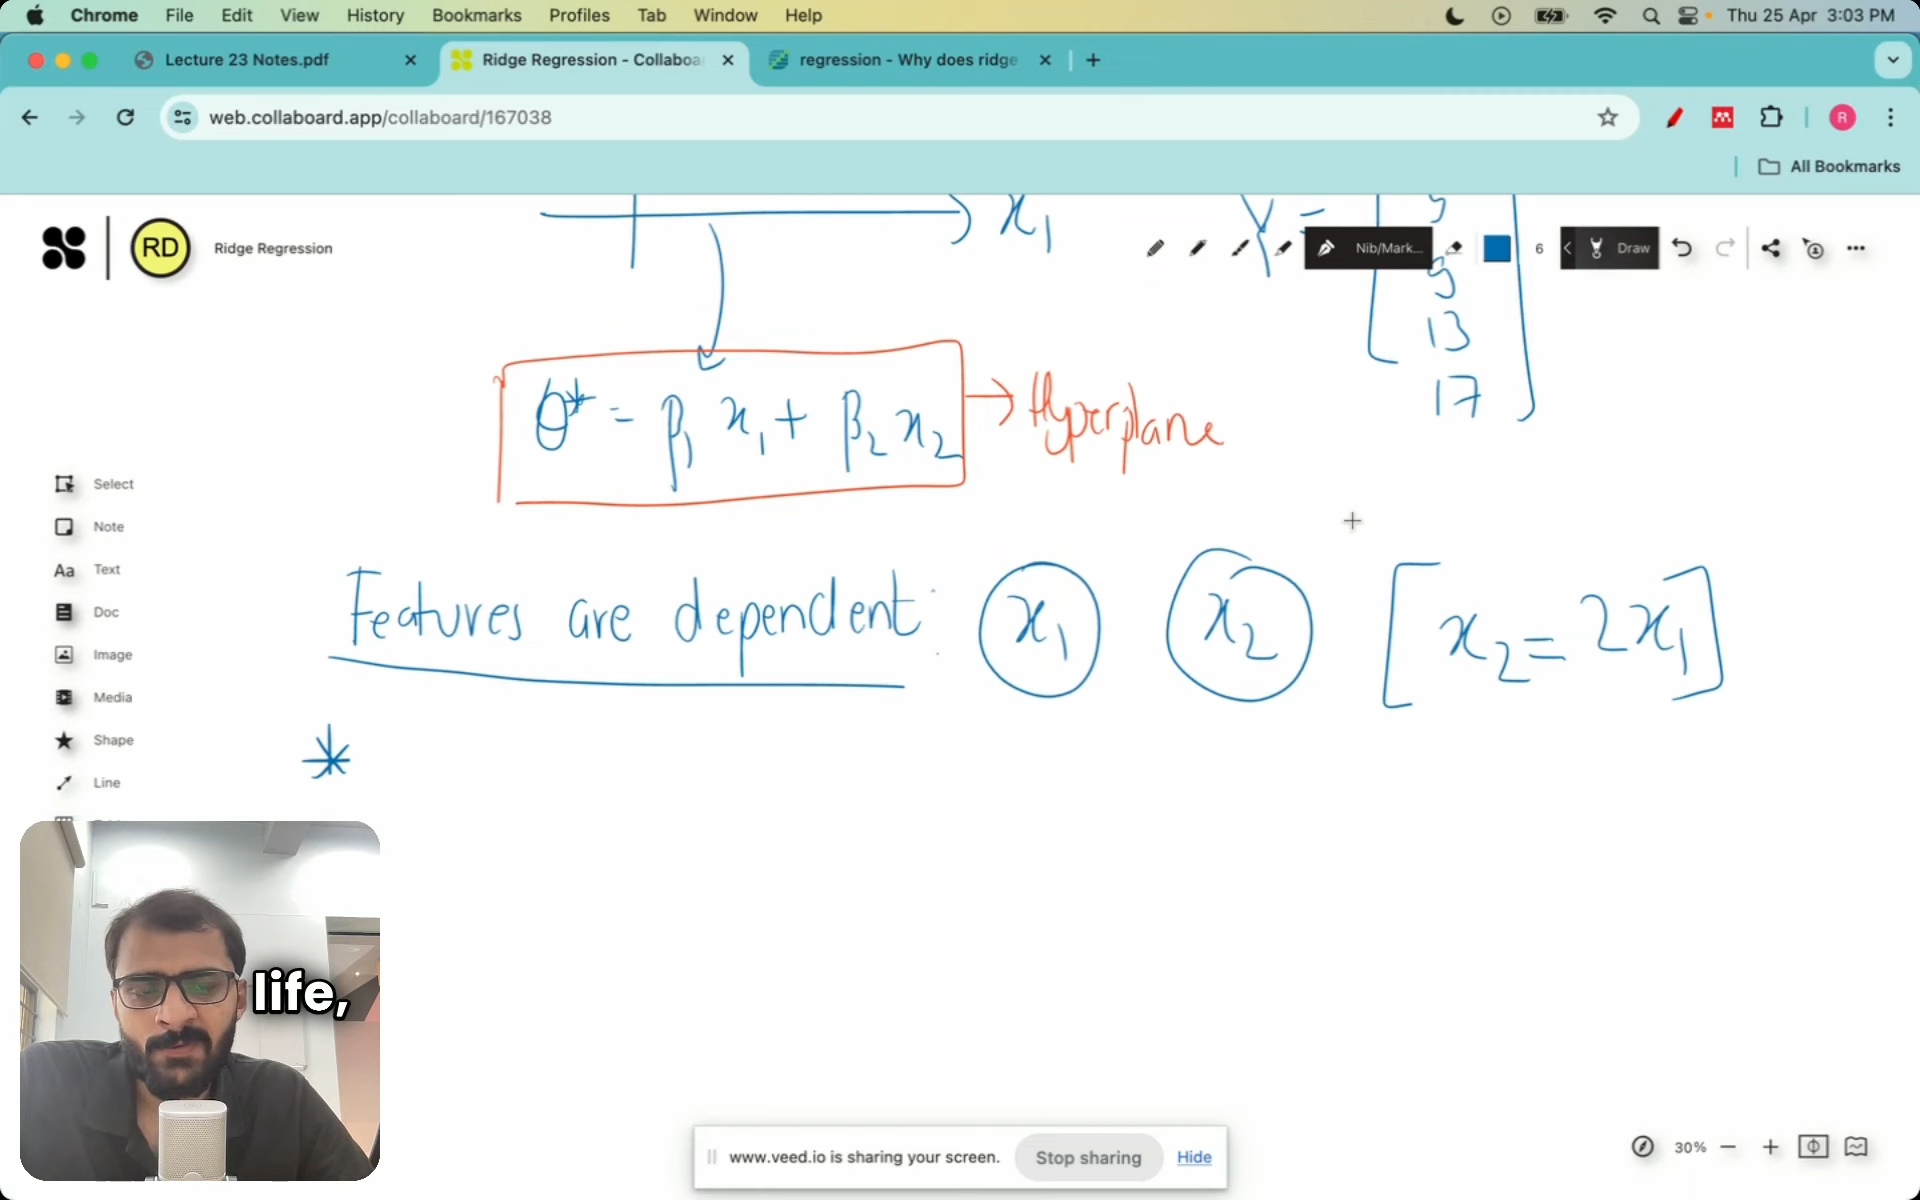 Chrome File Edit View History Bookmarks Profiles Tab Window Help Thu 25 Apr 3:03 PM
Lecture 23 Notes.pdf Ridge Regression - Collaboa regression - Why does ridge
web.collaboard.app/collaboard/167038 R
All Bookmarks
RD Ridge Regression
Nib/Mark... 6 Draw
x₁
Y =
5
13
17
θ* = β₁ x₁ + β₂ x₂ → Hyperplane
Select
Note
Aa Text
Doc
Image
Media
Shape
Line
Features are dependent: x₁ x₂ [x₂ = 2x₁]
*
life,
www.veed.io is sharing your screen. Stop sharing Hide
30%